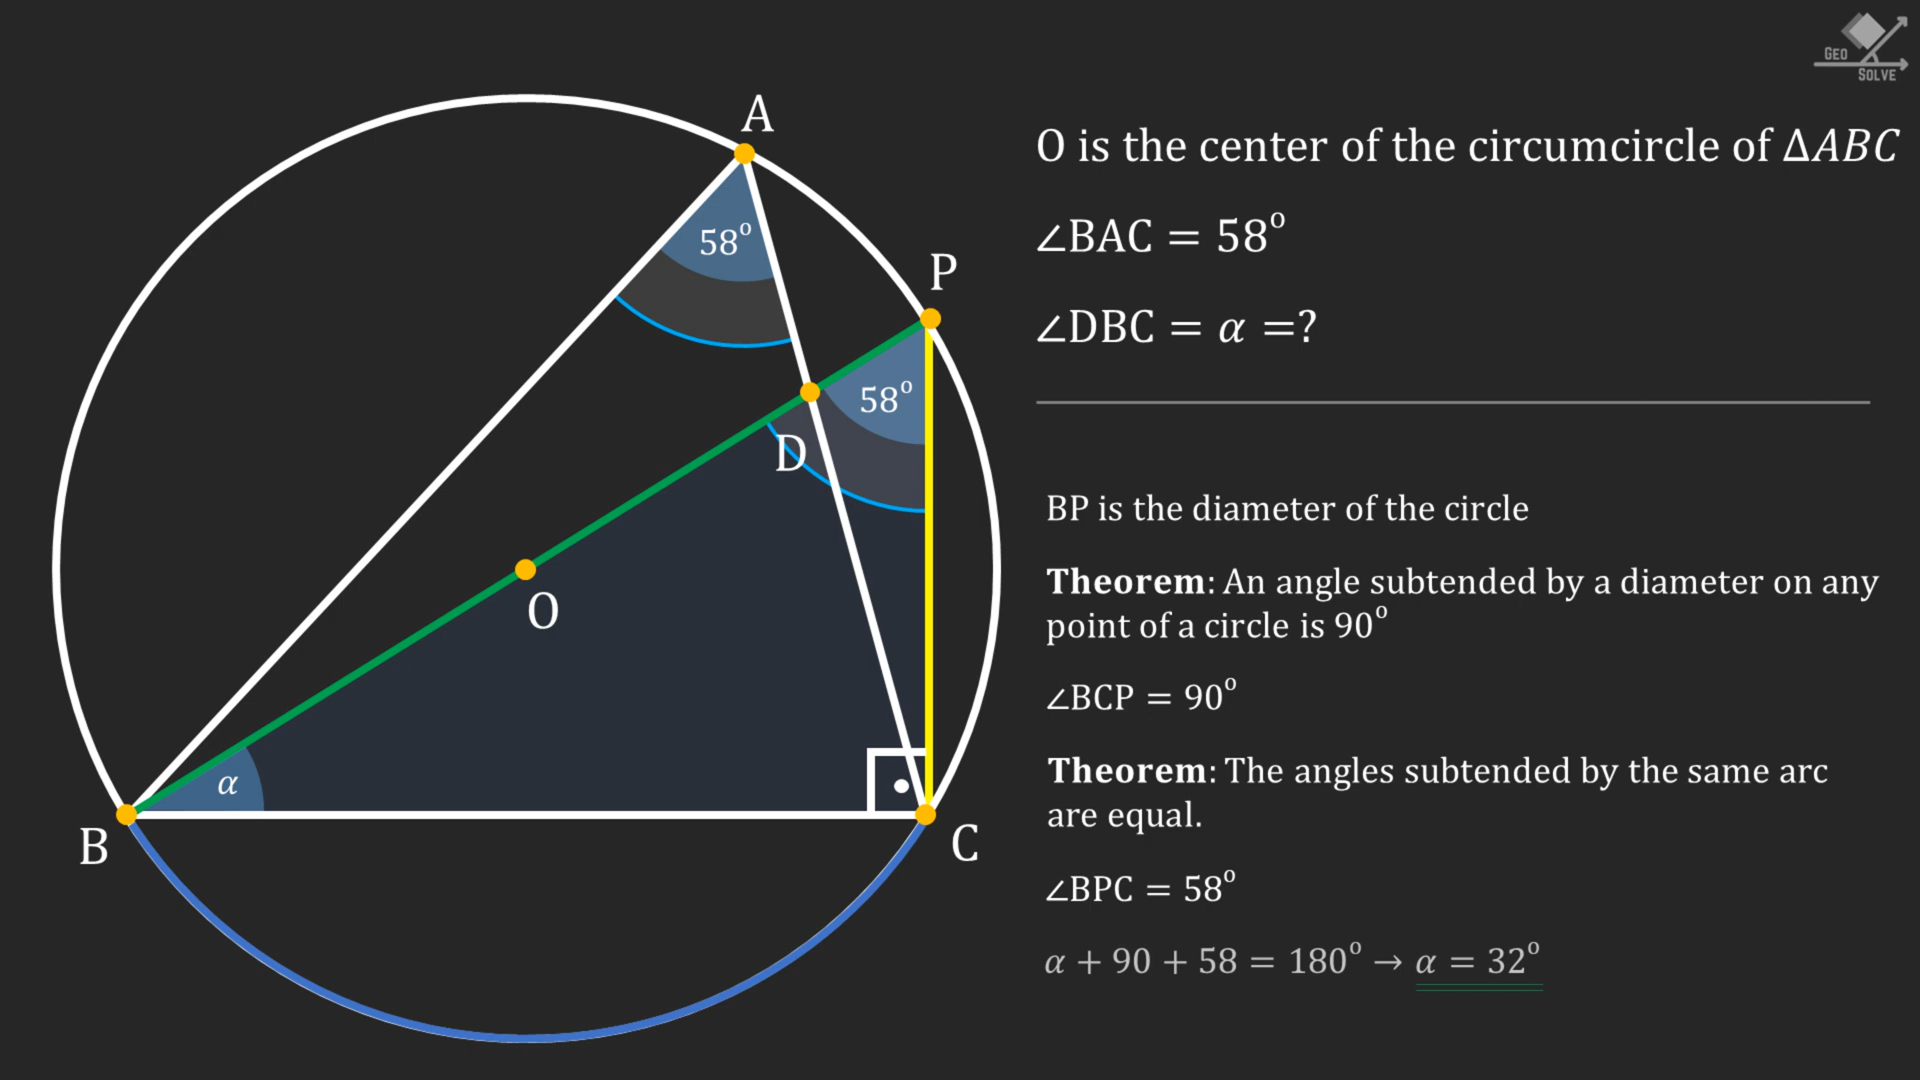 GEO
SOLVE
A
O is the center of the circumcircle of ΔABC
58°
∠BAC = 58°
P
∠DBC = α =?
58°
D
BP is the diameter of the circle
Theorem: An angle subtended by a diameter on any
point of a circle is 90°
O
∠BCP = 90°
α
Theorem: The angles subtended by the same arc
are equal.
B
C
∠BPC = 58°
α + 90 + 58 = 180° → α = 32°